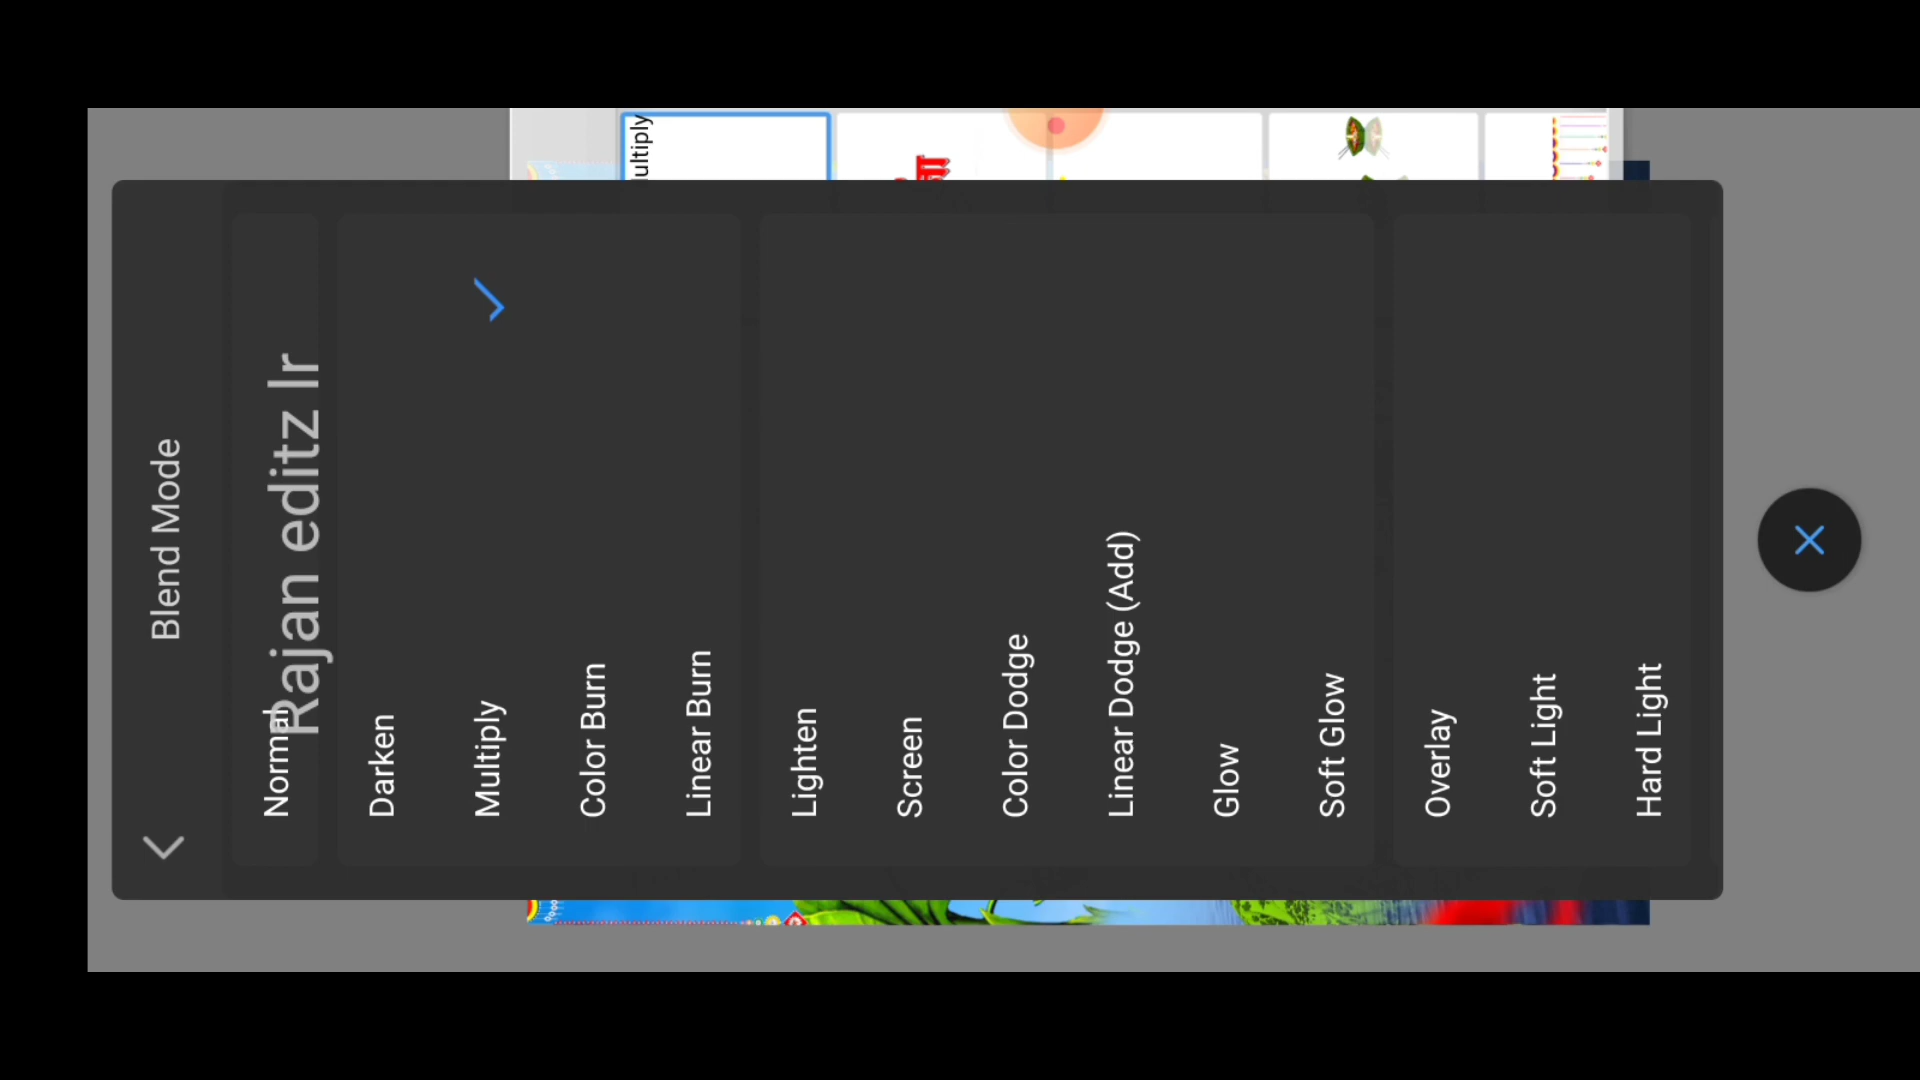 Blend Mode
Normal
Rajan editz Ir
Darken
Multiply
Color Burn
Linear Burn
Lighten
Screen
Color Dodge
Linear Dodge (Add)
Glow
Soft Glow
Overlay
Soft Light
Hard Light
ultiply